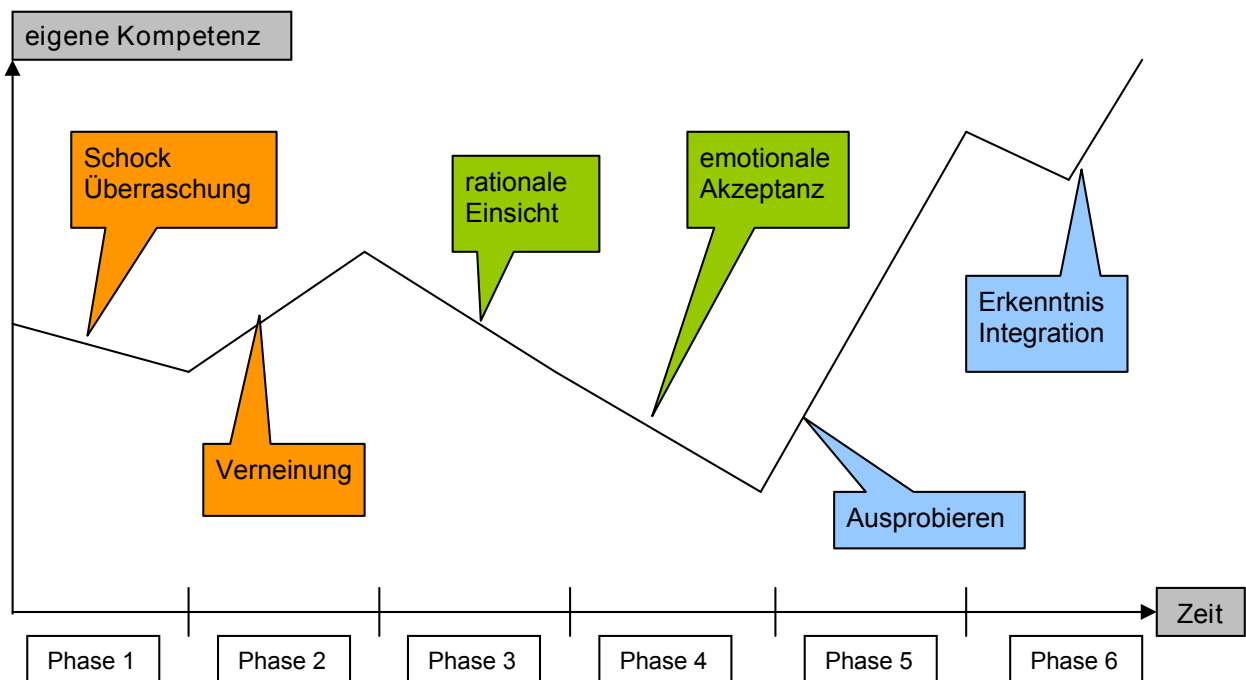 eigene Kompetenz
Schock
Überraschung
rationale
Einsicht
emotionale
Akzeptanz
Erkenntnis
Integration
Verneinung
Ausprobieren
Zeit
Phase 1
Phase 2
Phase 3
Phase 4
Phase 5
Phase 6